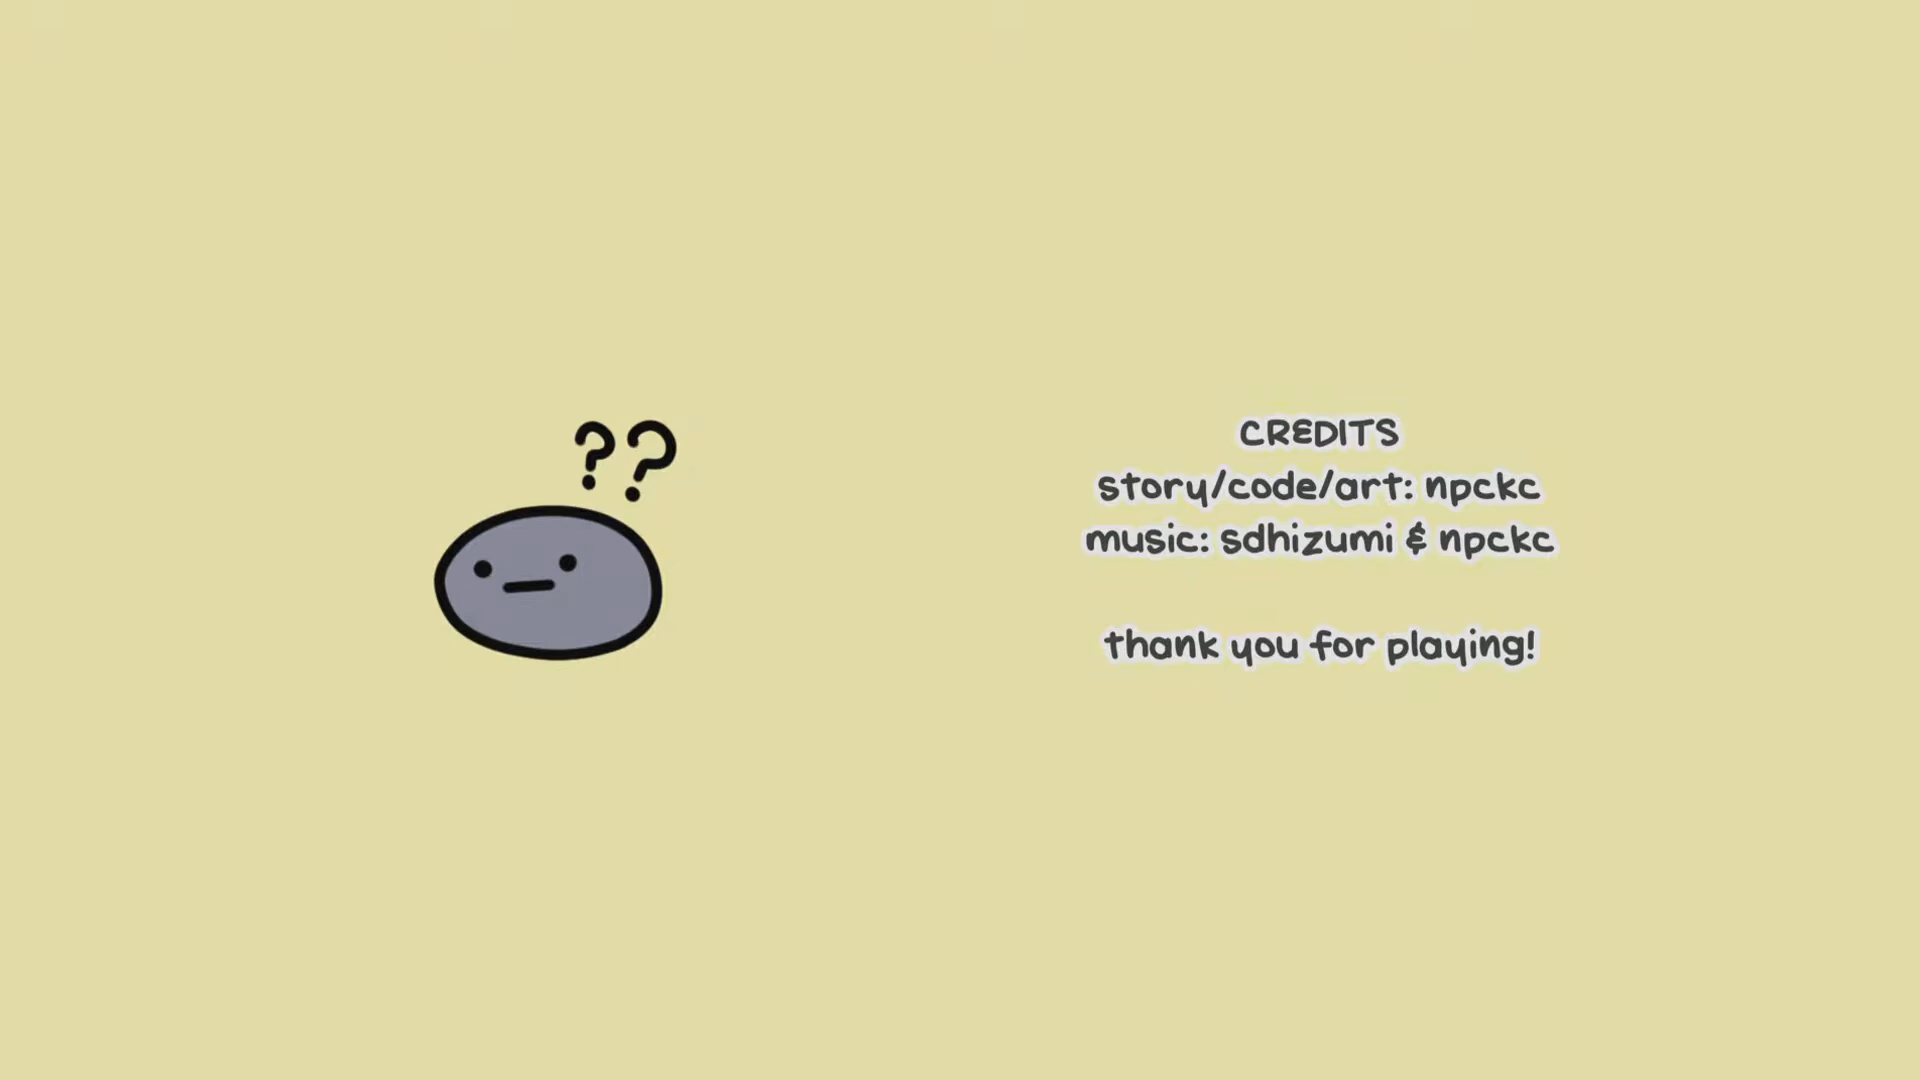 ??
CREDITS
story/code/art: npckc
music: sdhizumi & npckc
thank you for playing!